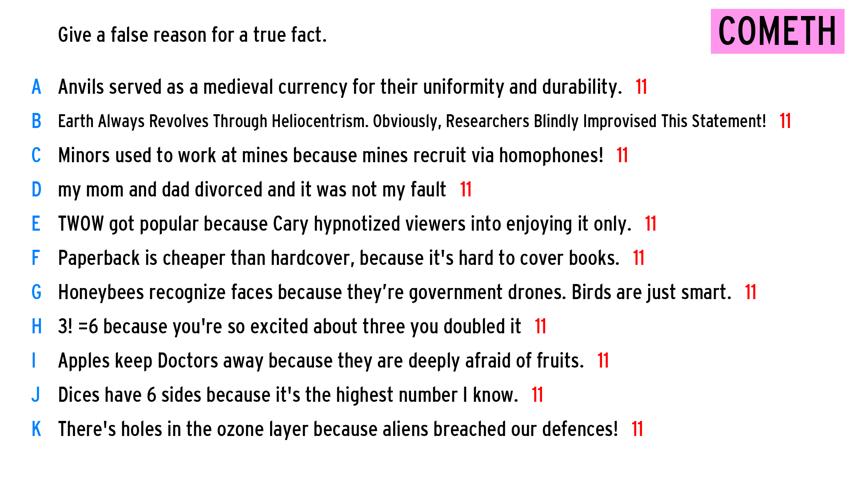 Give a false reason for a true fact.
COMETH
A Anvils served as a medieval currency for their uniformity and durability. 11
B Earth Always Revolves Through Heliocentrism. Obviously, Researchers Blindly Improvised This Statement! 11
C Minors used to work at mines because mines recruit via homophones! 11
D my mom and dad divorced and it was not my fault 11
E TWOW got popular because Cary hypnotized viewers into enjoying it only. 11
F Paperback is cheaper than hardcover, because it's hard to cover books. 11
G Honeybees recognize faces because they’re government drones. Birds are just smart. 11
H 3! =6 because you're so excited about three you doubled it 11
I Apples keep Doctors away because they are deeply afraid of fruits. 11
J Dices have 6 sides because it's the highest number I know. 11
K There's holes in the ozone layer because aliens breached our defences! 11